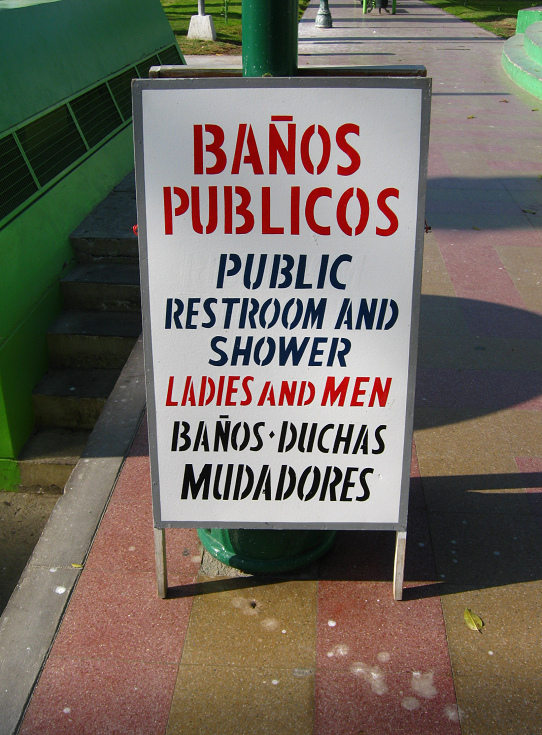 BAÑOS
PUBLICOS
PUBLIC
RESTROOM AND
SHOWER
LADIES AND MEN
BAÑOS · DUCHAS
MUDADORES